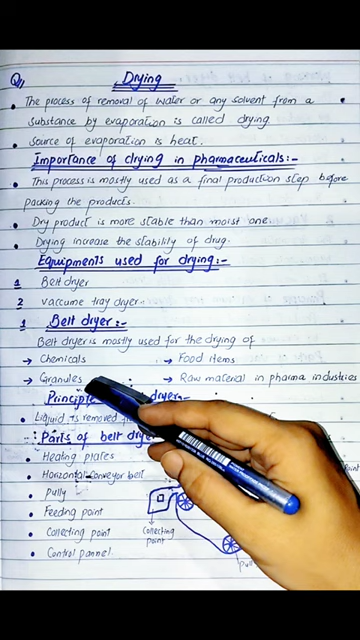 Q Drying
• The process of removal of water or any solvent from a
substance by evaporation is called drying
• Source of evaporation is heat.
Importance of drying in pharmaceuticals:-
• This process is mostly used as a final production step before
packing the products.
• Dry product is more stable than moist one.
• Drying increase the stability of drug.
Equipments used for drying:
1 Belt dryer
2 vaccume tray dryer.
1 Belt dryer:-
Belt dryer is mostly used for the drying of
→ Chemicals → Food items
→ Granules → Raw material in pharma industries
Principle dryer:-
• Liquid is removed
Parts of belt dryer
• Heating plates
• Horizontal conveyor belt
• Pully
• Feeding point
• Collecting point
• Control pannel.
Collecting
point
Point